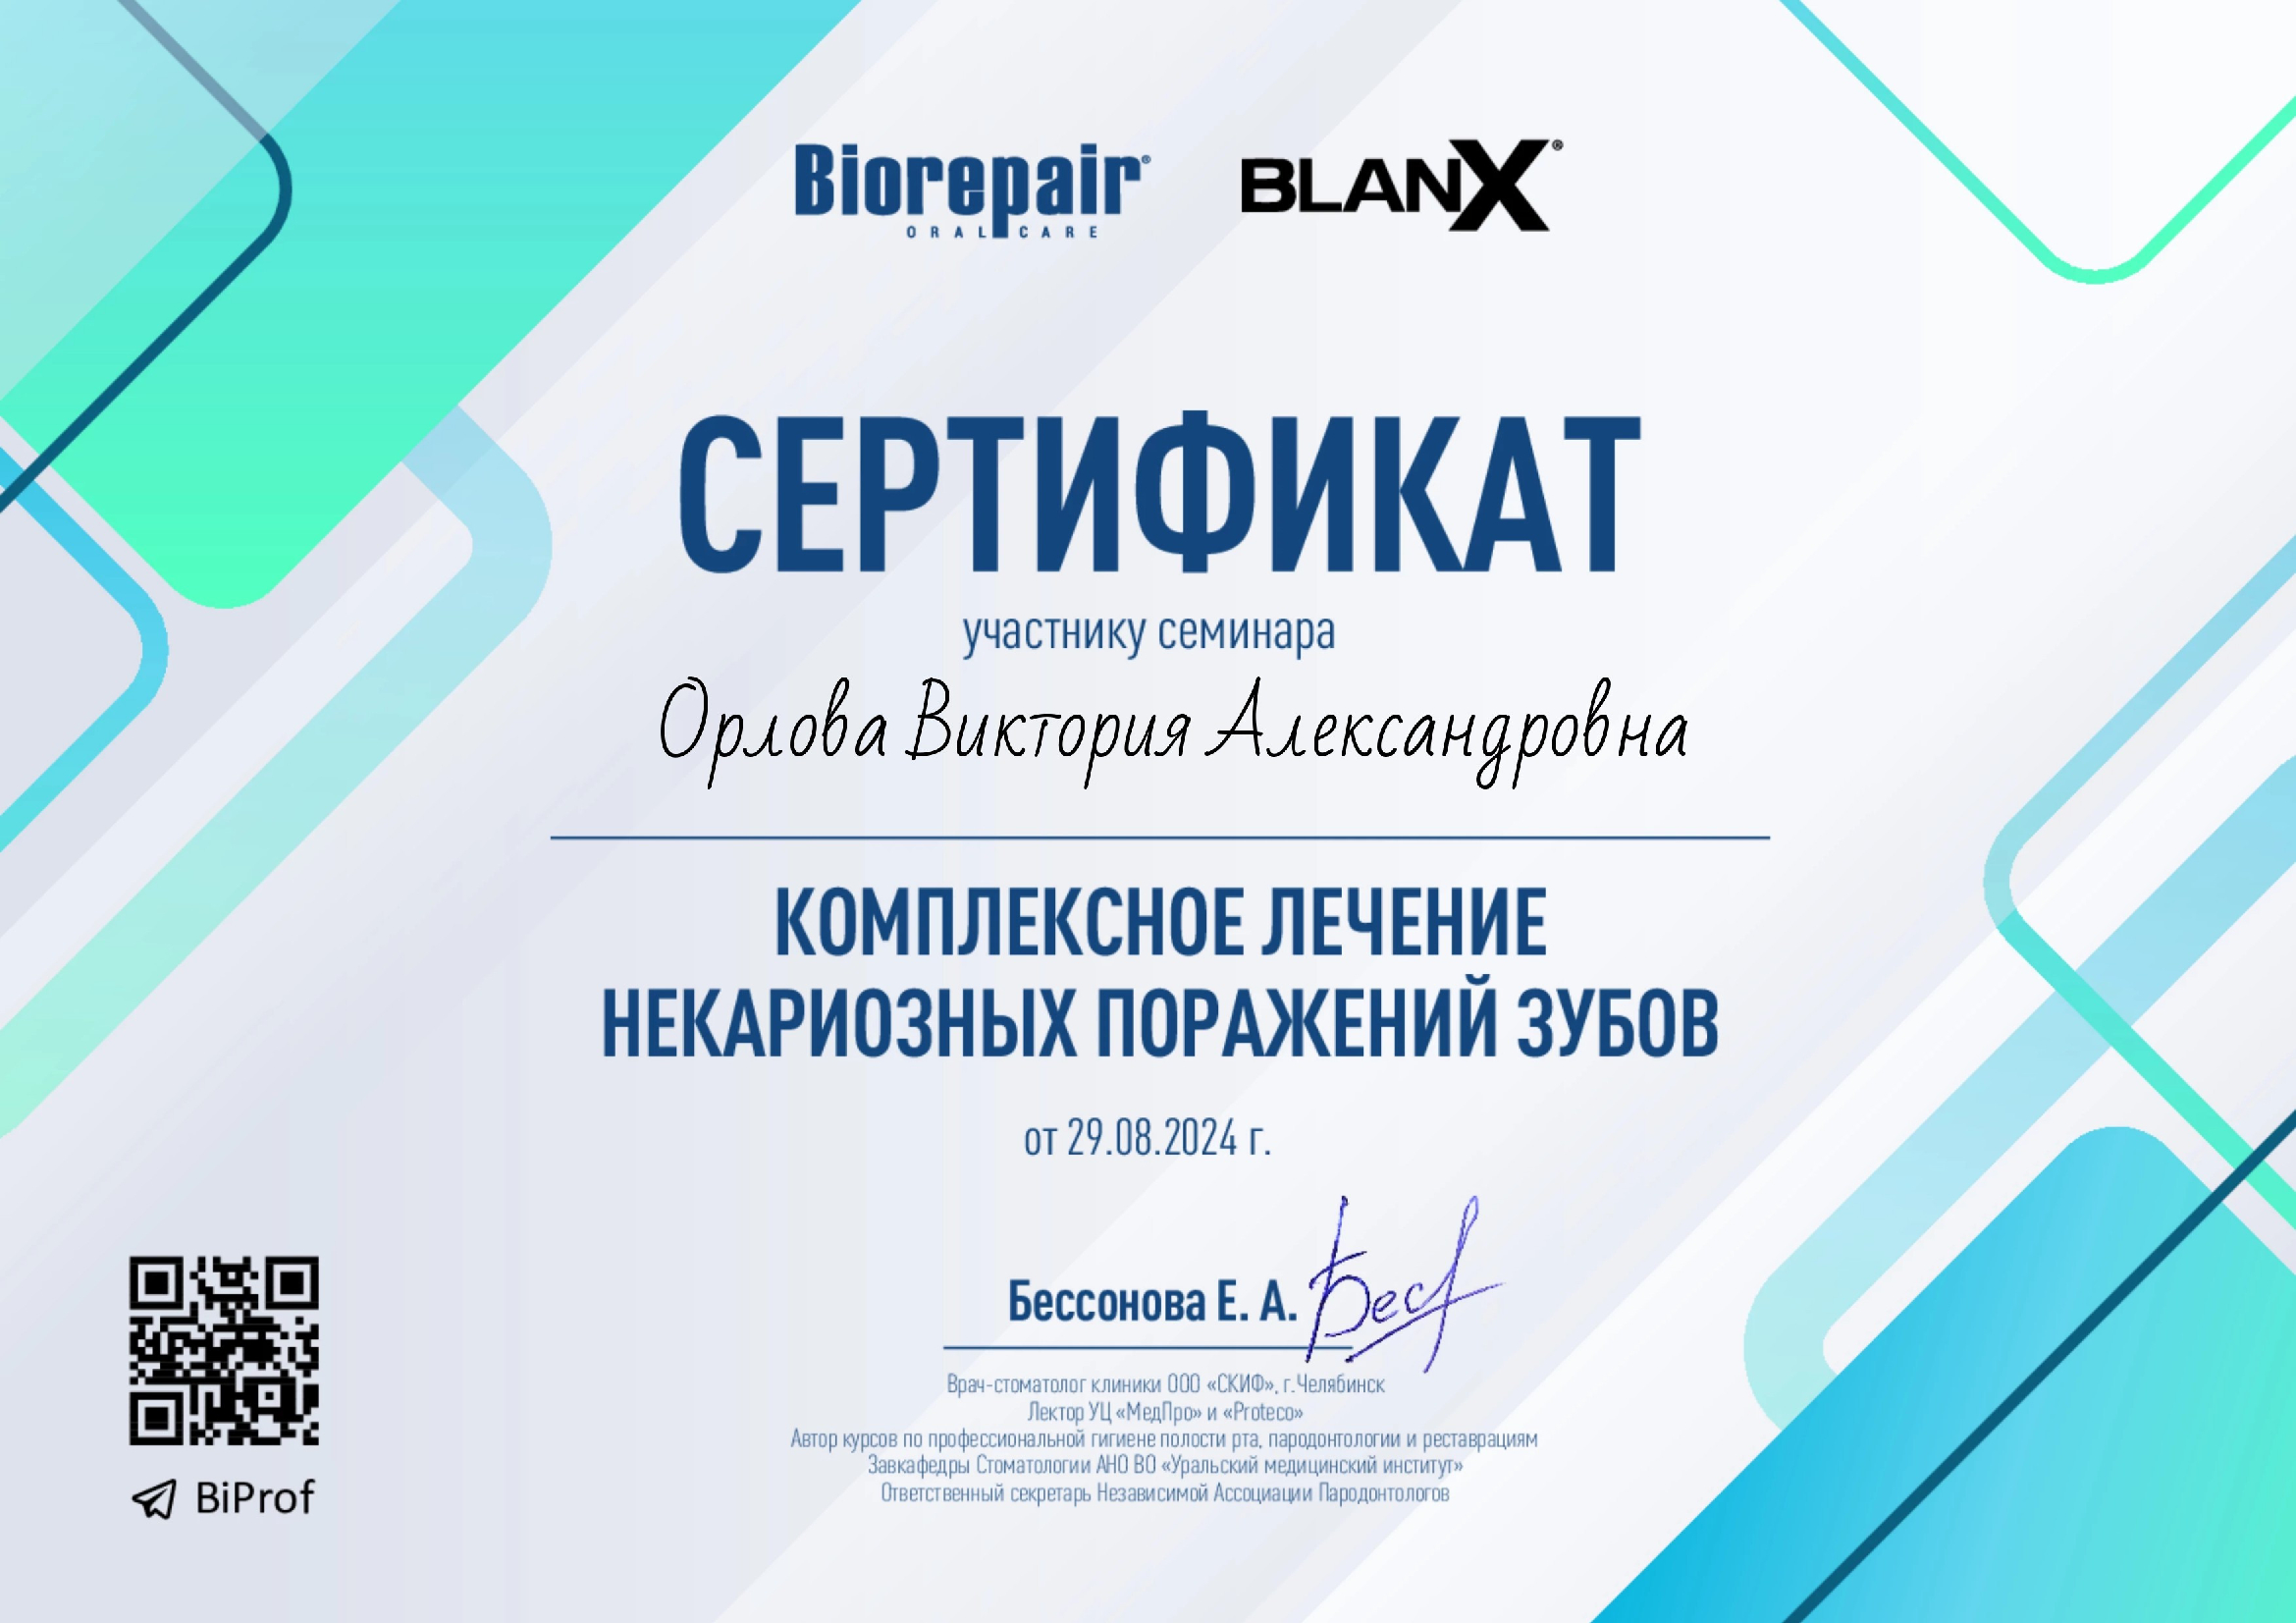 Biorepair®
ORAL CARE
BLANX®
СЕРТИФИКАТ
участнику семинара
Орлова Виктория Александровна
КОМПЛЕКСНОЕ ЛЕЧЕНИЕ
НЕКАРИОЗНЫХ ПОРАЖЕНИЙ ЗУБОВ
от 29.08.2024 г.
Бессонова Е. А.
Врач-стоматолог клиники ООО «СКИФ», г.Челябинск
Лектор УЦ «МедПро» и «Proteco»
Автор курсов по профессиональной гигиене полости рта, пародонтологии и реставрациям
Завкафедры Стоматологии АНО ВО «Уральский медицинский институт»
Ответственный секретарь Независимой Ассоциации Пародонтологов
BiProf